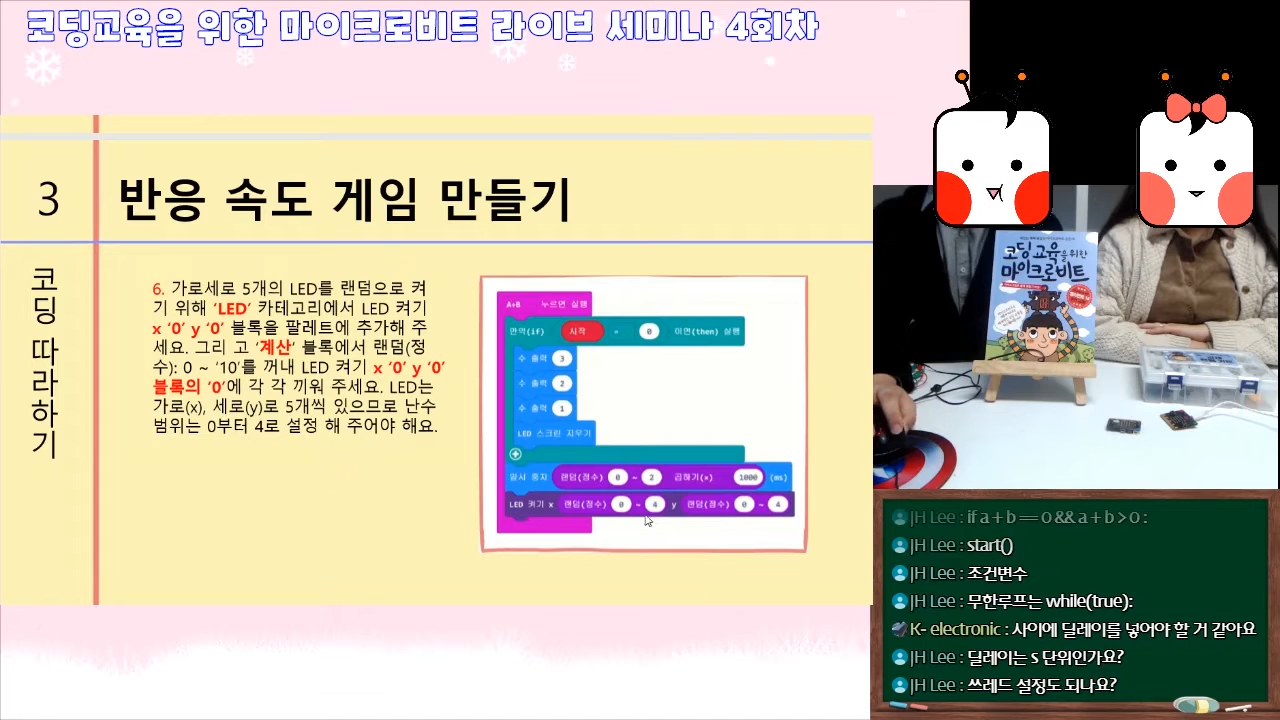 코딩교육을 위한 마이크로비트 라이브 세미나 4회차
3
반응 속도 게임 만들기
코딩 따라하기
6. 가로세로 5개의 LED를 랜덤으로 켜
기 위해 ‘LED’ 카테고리에서 LED 켜기
x ‘0’ y ‘0’ 블록을 팔레트에 추가해 주
세요. 그리 고 ‘계산’ 블록에서 랜덤(정
수): 0 ~ ‘10’를 꺼내 LED 켜기 x ‘0’ y ‘0’
블록의 ‘0’에 각 각 끼워 주세요. LED는
가로(x), 세로(y)로 5개씩 있으므로 난수
범위는 0부터 4로 설정 해 주어야 해요.
A+B 누르면 실행
만약(if) 시작 = 0 이면(then) 실행
수 출력 3
수 출력 2
수 출력 1
LED 스크린 지우기
일시 중지 랜덤(정수) 0 ~ 2 곱하기(×) 1000 (ms)
LED 켜기 x 랜덤(정수) 0 ~ 4 y 랜덤(정수) 0 ~ 4
코딩 교육을 위한
마이크로비트
JH Lee : if a + b == 0 && a + b > 0 :
JH Lee : start()
JH Lee : 조건변수
JH Lee : 무한루프는 while(true):
K- electronic : 사이에 딜레이를 넣어야 할 거 같아요
JH Lee : 딜레이는 s 단위인가요?
JH Lee : 쓰레드 설정도 되나요?